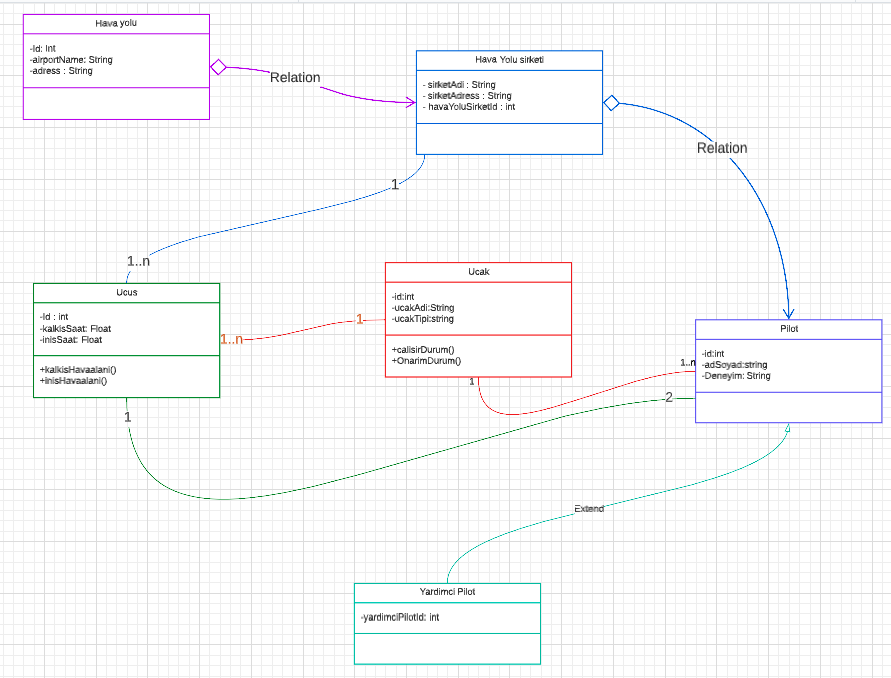 Hava yolu
-Id: Int
-airportName: String
-adress : String
Relation
Hava Yolu sirketi
- sirketAdi : String
- sirketAdress : String
- havaYoluSirketId : int
Relation
1
1..n
Ucus
-Id : int
-kalkisSaat: Float
-inisSaat: Float
+kalkisHavaalani()
+inisHavaalani()
1..n
1
Ucak
-id:int
-ucakAdi:String
-ucakTipi:string
+calisirDurum()
+OnarimDurum()
1
1..n
Pilot
-id:int
-adSoyad:string
-Deneyim: String
2
1
Extend
Yardimci Pilot
-yardimciPilotId: int